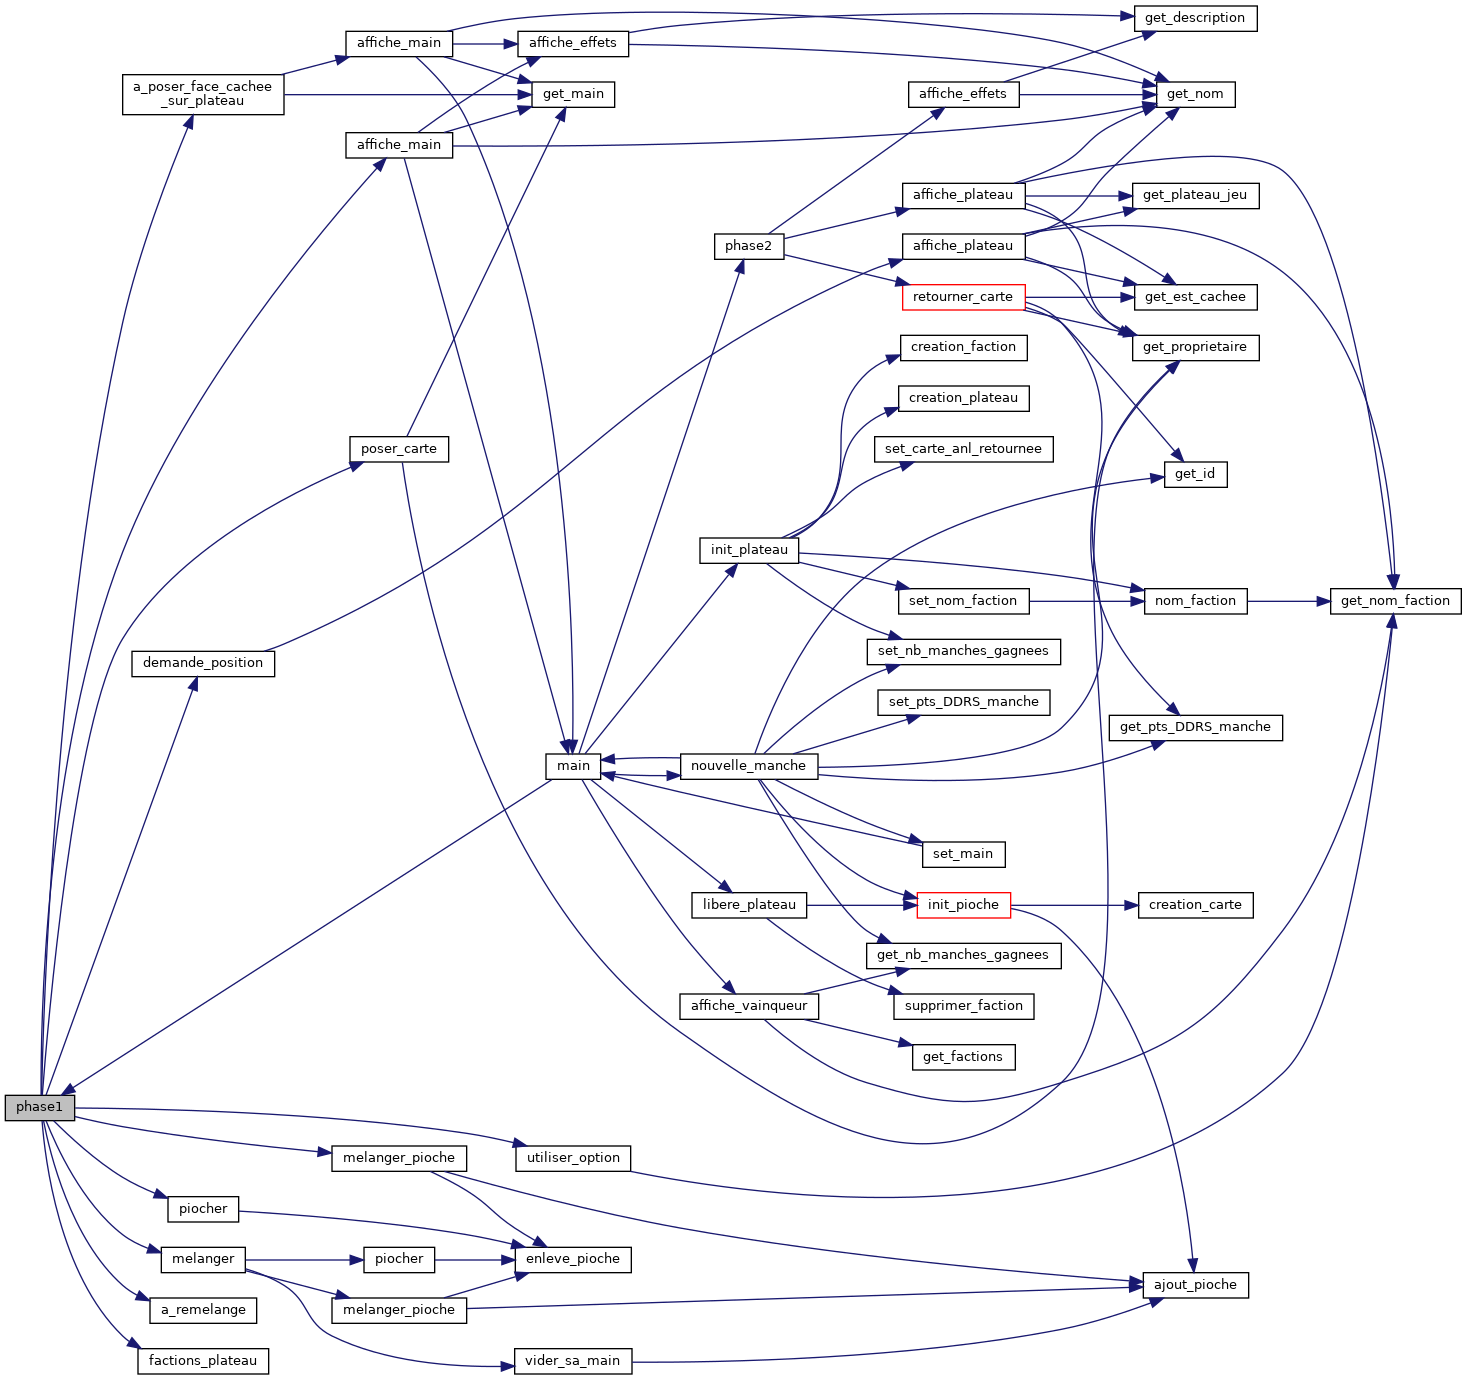 get_description
affiche_main
affiche_effets
a_poser_face_cachee
_sur_plateau
get_main
affiche_effets
get_nom
affiche_main
affiche_plateau
get_plateau_jeu
phase2
affiche_plateau
retourner_carte
get_est_cachee
creation_faction
get_proprietaire
creation_plateau
poser_carte
set_carte_anl_retournee
get_id
init_plateau
set_nom_faction
nom_faction
get_nom_faction
demande_position
set_nb_manches_gagnees
set_pts_DDRS_manche
get_pts_DDRS_manche
main
nouvelle_manche
set_main
libere_plateau
init_pioche
creation_carte
get_nb_manches_gagnees
affiche_vainqueur
supprimer_faction
get_factions
phase1
melanger_pioche
utiliser_option
piocher
melanger
piocher
enleve_pioche
ajout_pioche
a_remelange
melanger_pioche
factions_plateau
vider_sa_main